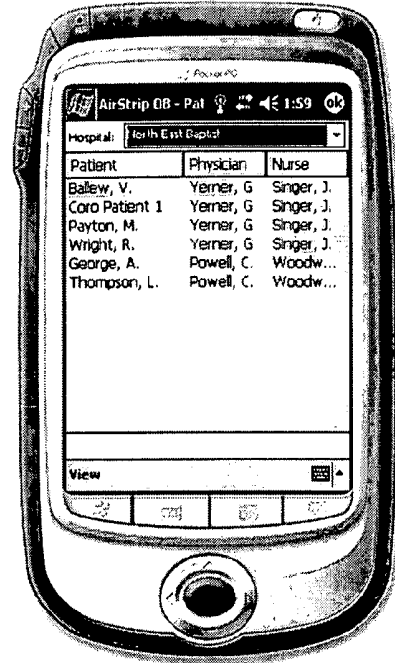 Pocket PC
AirStrip OB - Pat 1:59 ok
Hospital: North East Baptist
Patient Physician Nurse
Ballew, V. Yerner, G Singer, J.
Coro Patient 1 Yerner, G Singer, J.
Payton, M. Yerner, G Singer, J.
Wright, R. Yerner, G Singer, J.
George, A. Powell, C. Woodw...
Thompson, L. Powell, C. Woodw...
View